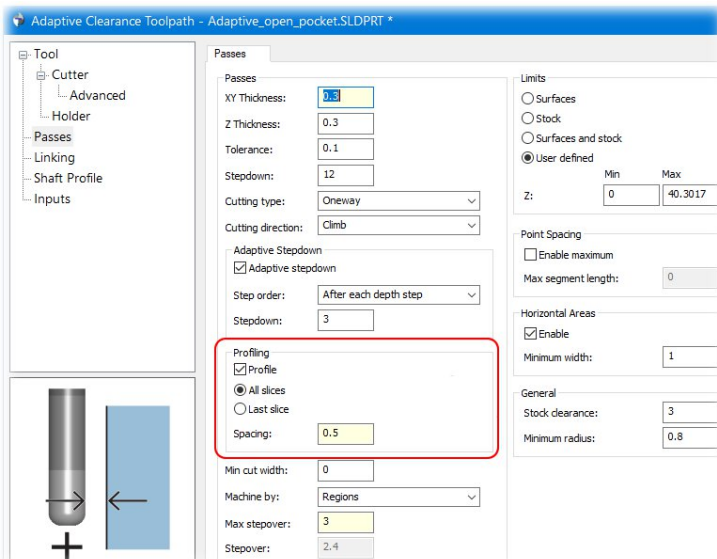 Adaptive Clearance Toolpath - Adaptive_open_pocket.SLDPRT *
Tool
Cutter
Advanced
Holder
Passes
Linking
Shaft Profile
Inputs
Passes
Passes
XY Thickness: 0.3
Z Thickness: 0.3
Tolerance: 0.1
Stepdown: 12
Cutting type: Oneway
Cutting direction: Climb
Adaptive Stepdown
Adaptive stepdown
Step order: After each depth step
Stepdown: 3
Profiling
Profile
All slices
Last slice
Spacing: 0.5
Min cut width: 0
Machine by: Regions
Max stepover: 3
Stepover: 2.4
Limits
Surfaces
Stock
Surfaces and stock
User defined
Min Max
Z: 0 40.3017
Point Spacing
Enable maximum
Max segment length: 0
Horizontal Areas
Enable
Minimum width: 1
General
Stock clearance: 3
Minimum radius: 0.8